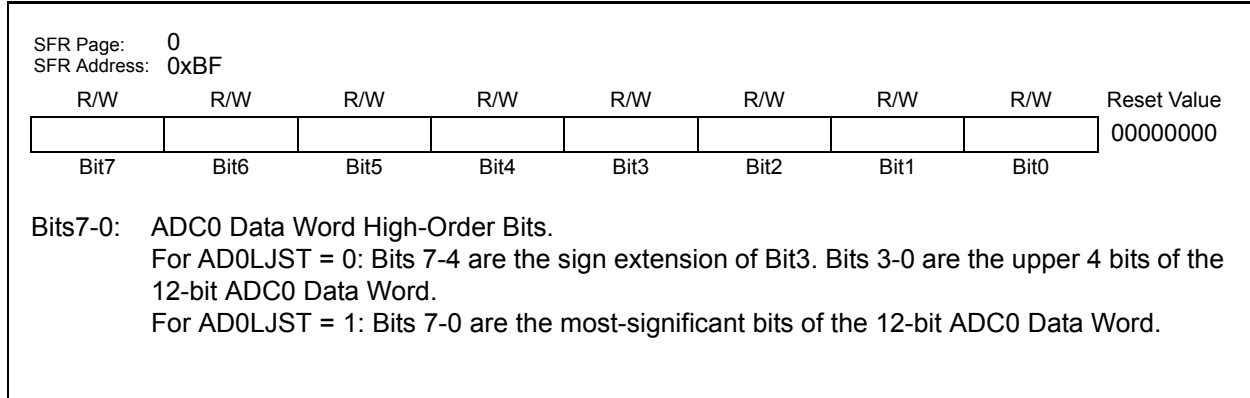 SFR Page: 0
SFR Address: 0xBF
R/W R/W R/W R/W R/W R/W R/W R/W Reset Value
00000000
Bit7 Bit6 Bit5 Bit4 Bit3 Bit2 Bit1 Bit0
Bits7-0: ADC0 Data Word High-Order Bits.
For AD0LJST = 0: Bits 7-4 are the sign extension of Bit3. Bits 3-0 are the upper 4 bits of the
12-bit ADC0 Data Word.
For AD0LJST = 1: Bits 7-0 are the most-significant bits of the 12-bit ADC0 Data Word.